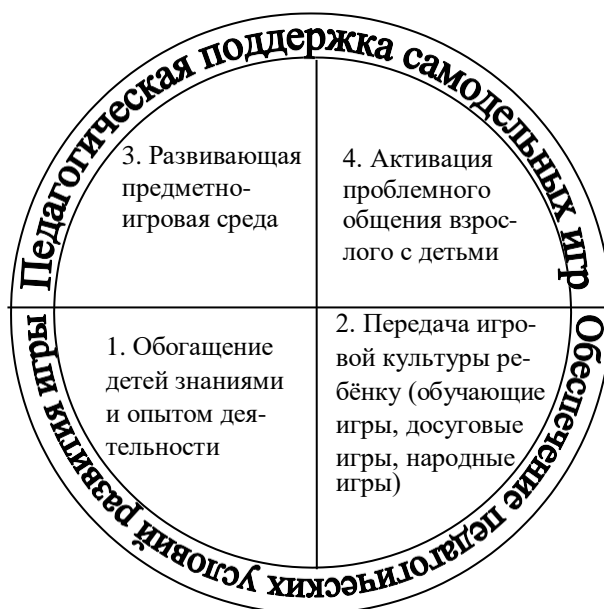 Педагогическая поддержка самодельных игр
3. Развивающая
предметно-
игровая среда
4. Активация
проблемного
общения взрос-
лого с детьми
1. Обогащение
детей знаниями
и опытом дея-
тельности
2. Передача игро-
вой культуры ре-
бёнку (обучающие
игры, досуговые
игры, народные
игры)
Обеспечение педагогических условий развития игры